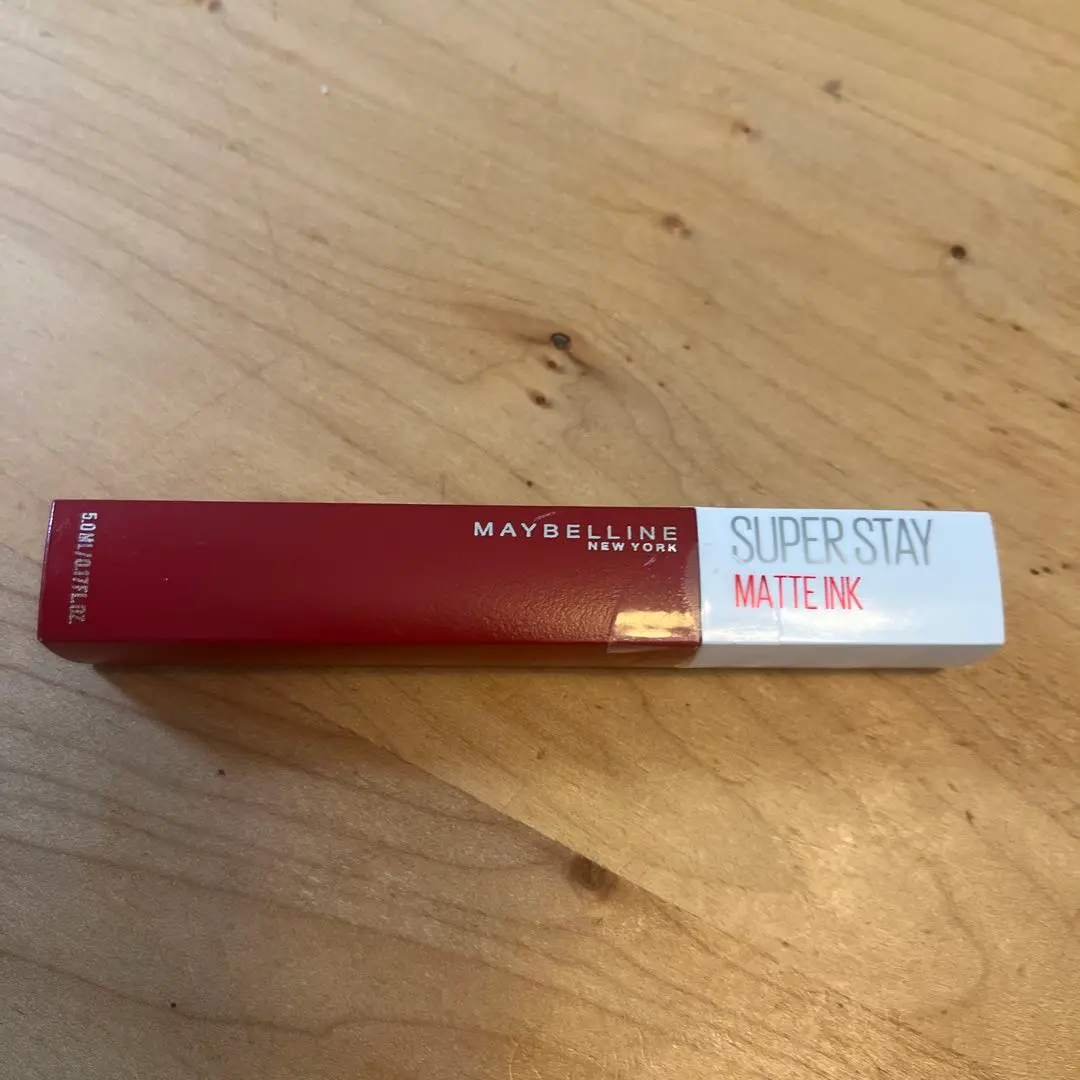 MAYBELLINE
NEW YORK
SUPER STAY
MATTE INK
5.0ML/0.17FL.OZ.